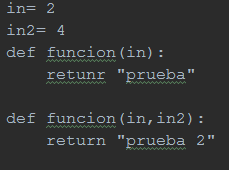 in= 2
in2= 4
def funcion(in):
    retunr "prueba"

def funcion(in,in2):
    return "prueba 2"